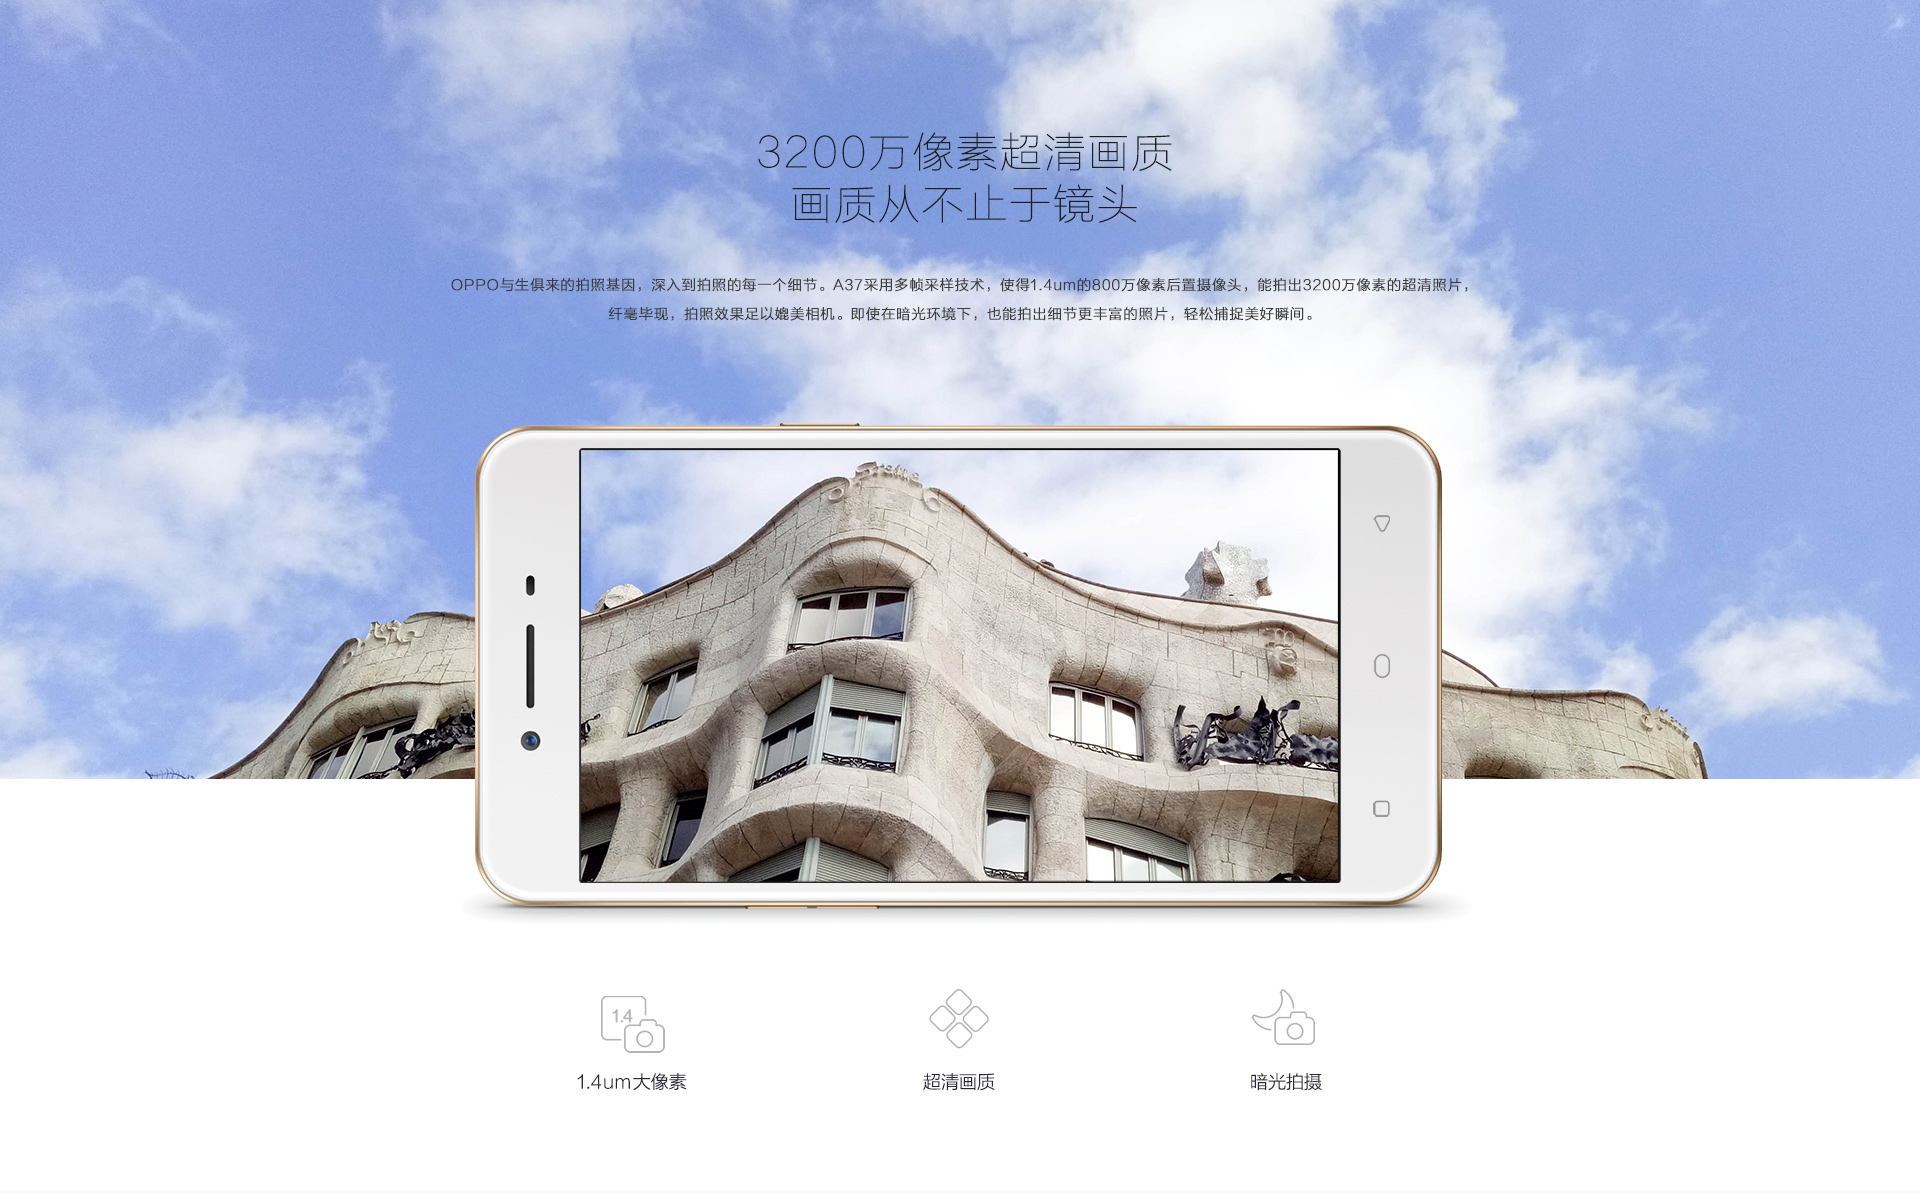 3200万像素超清画质
画质从不止于镜头
OPPO与生俱来的拍照基因，深入到拍照的每一个细节。A37采用多帧采样技术，使得1.4um的800万像素后置摄像头，能拍出3200万像素的超清照片，
纤毫毕现，拍照效果足以媲美相机。即使在暗光环境下，也能拍出细节更丰富的照片，轻松捕捉美好瞬间。
1.4
1.4um大像素
超清画质
暗光拍摄